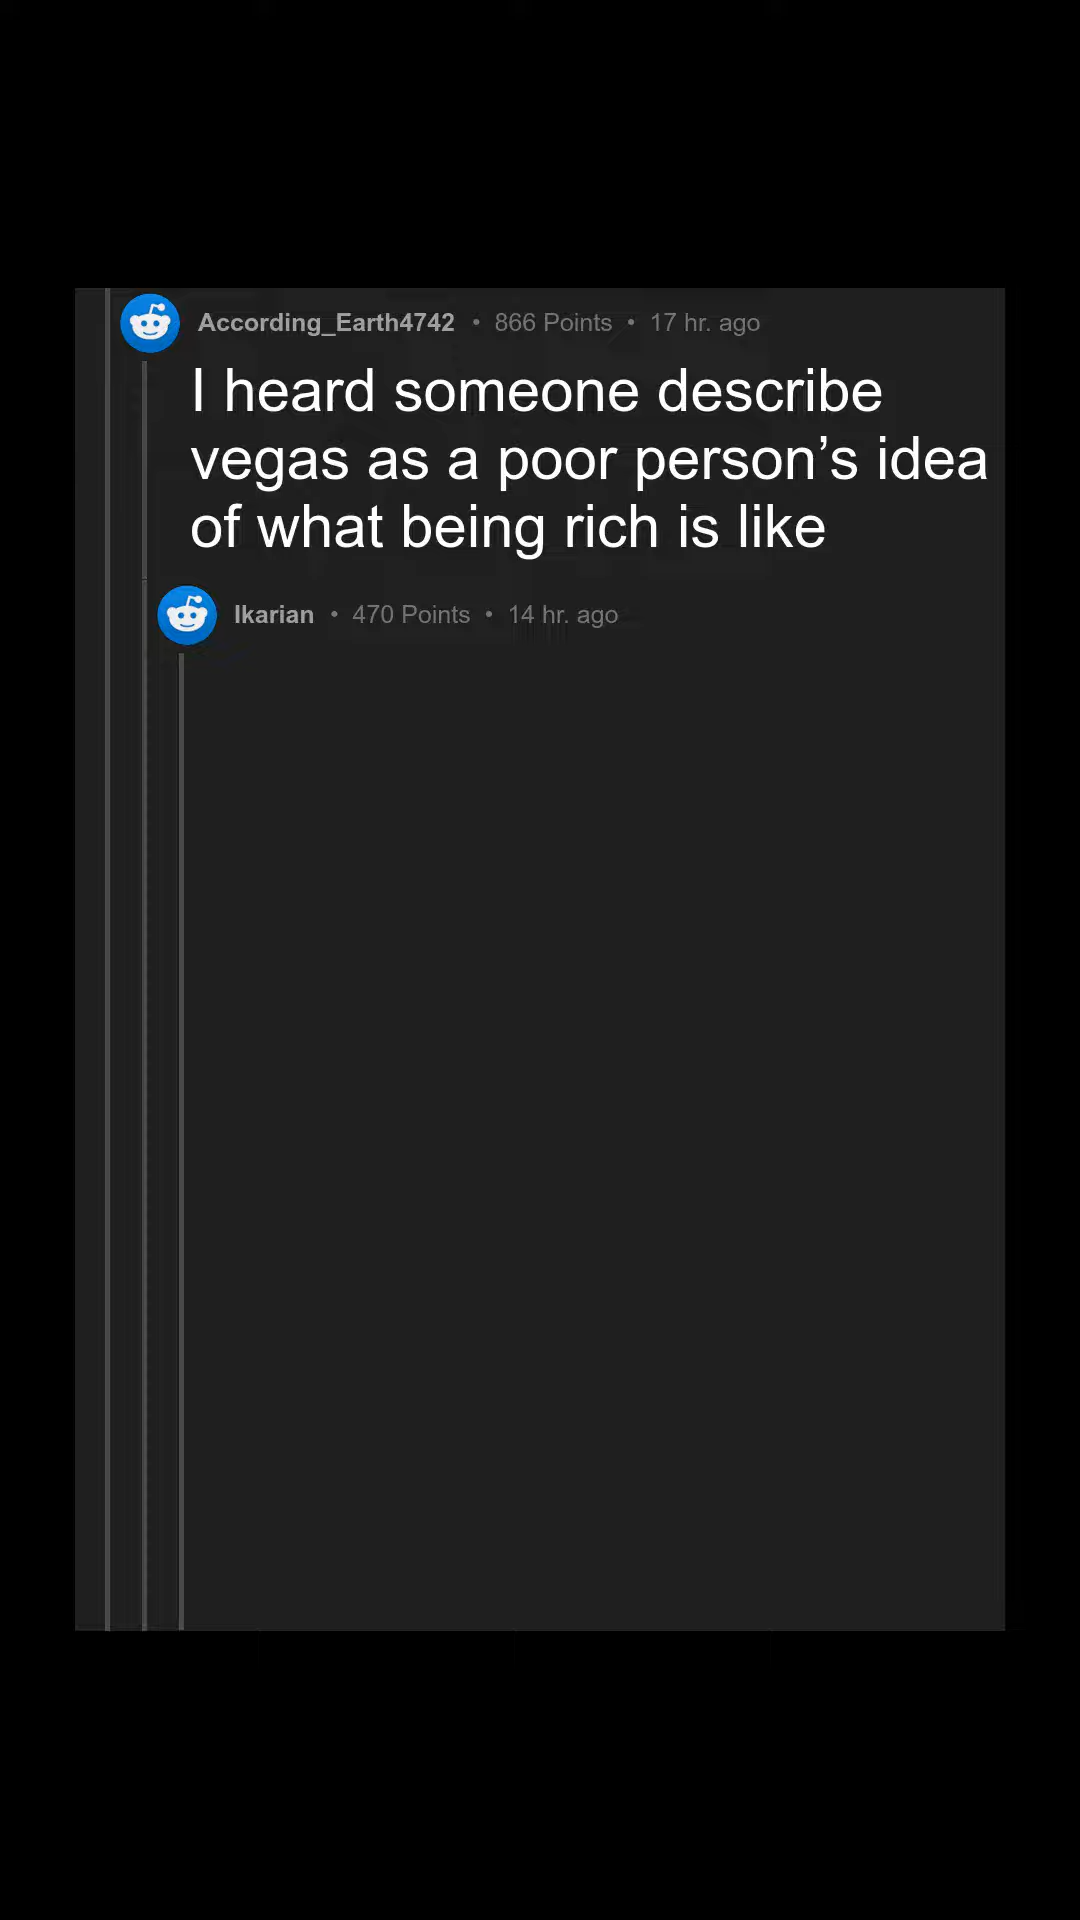 According_Earth4742 • 866 Points • 17 hr. ago
I heard someone describe
vegas as a poor person’s idea
of what being rich is like
Ikarian • 470 Points • 14 hr. ago